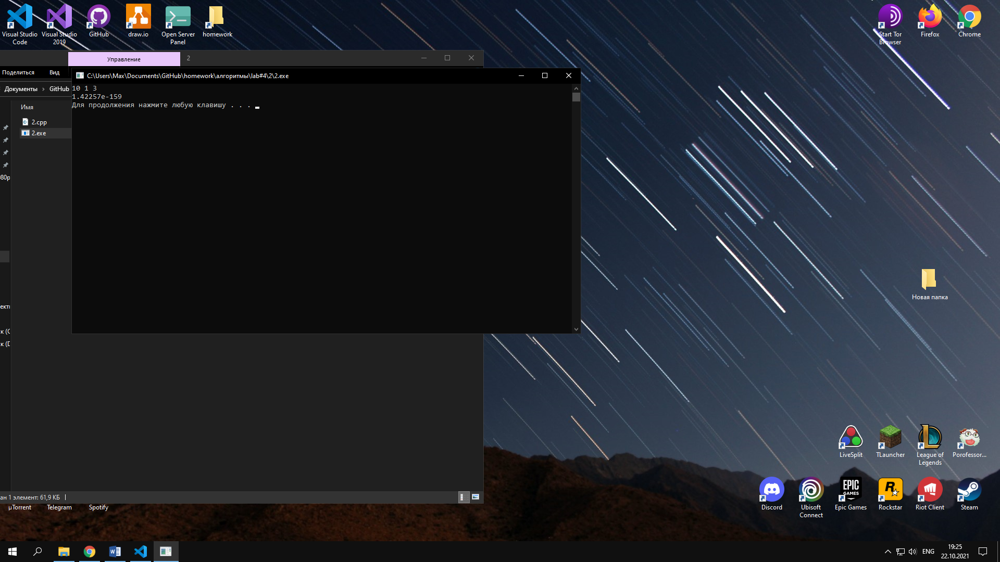 Visual Studio Code
Visual Studio 2019
GitHub
draw.io
Open Server Panel
homework
Start Tor Browser
Firefox
Chrome
Управление
2
Поделиться
Вид
C:\Users\Max\Documents\GitHub\homework\алгоритмы\lab#4\2\2.exe
Документы
GitHub
10 1 3
1.42257e-159
Для продолжения нажмите любую клавишу . . .
Имя
2.cpp
2.exe
080p
ект
к (C
к (D
Новая папка
LiveSplit
TLauncher
League of Legends
Porofessor...
ан 1 элемент: 61,9 КБ
µTorrent
Telegram
Spotify
Discord
Ubisoft Connect
EPIC GAMES
Epic Games
Rockstar
Riot Client
Steam
ENG
19:25
22.10.2021